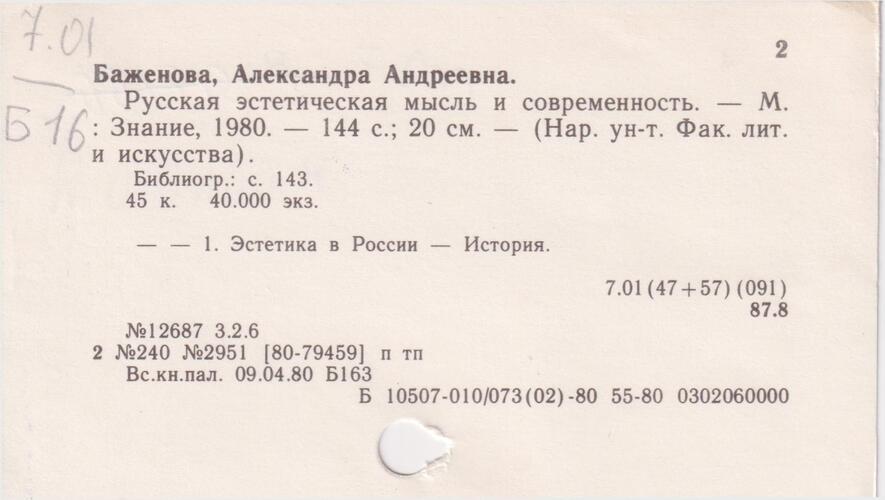 7.01
Б 16
2
Баженова, Александра Андреевна.
Русская эстетическая мысль и современность. — М.
: Знание, 1980. — 144 с.; 20 см. — (Нар. ун-т. Фак. лит.
и искусства).
Библиогр.: с. 143.
45 к. 40.000 экз.
— — 1. Эстетика в России — История.
7.01(47+57)(091)
87.8
№12687 3.2.6
2 №240 №2951 [80-79459] п тп
Вс.кн.пал. 09.04.80 Б163
Б 10507-010/073(02)-80 55-80 0302060000